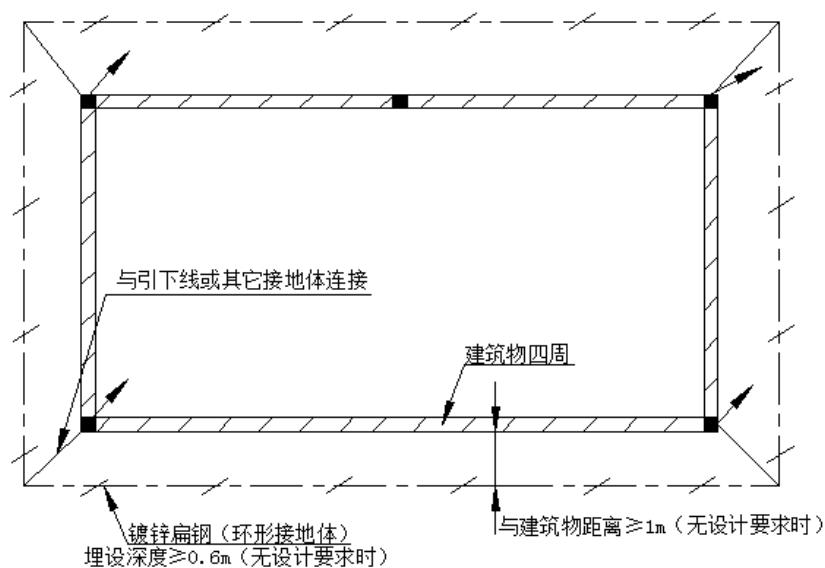 与引下线或其它接地体连接
建筑物四周
镀锌扁钢（环形接地体）
埋设深度≥0.6m（无设计要求时）
与建筑物距离≥1m（无设计要求时）